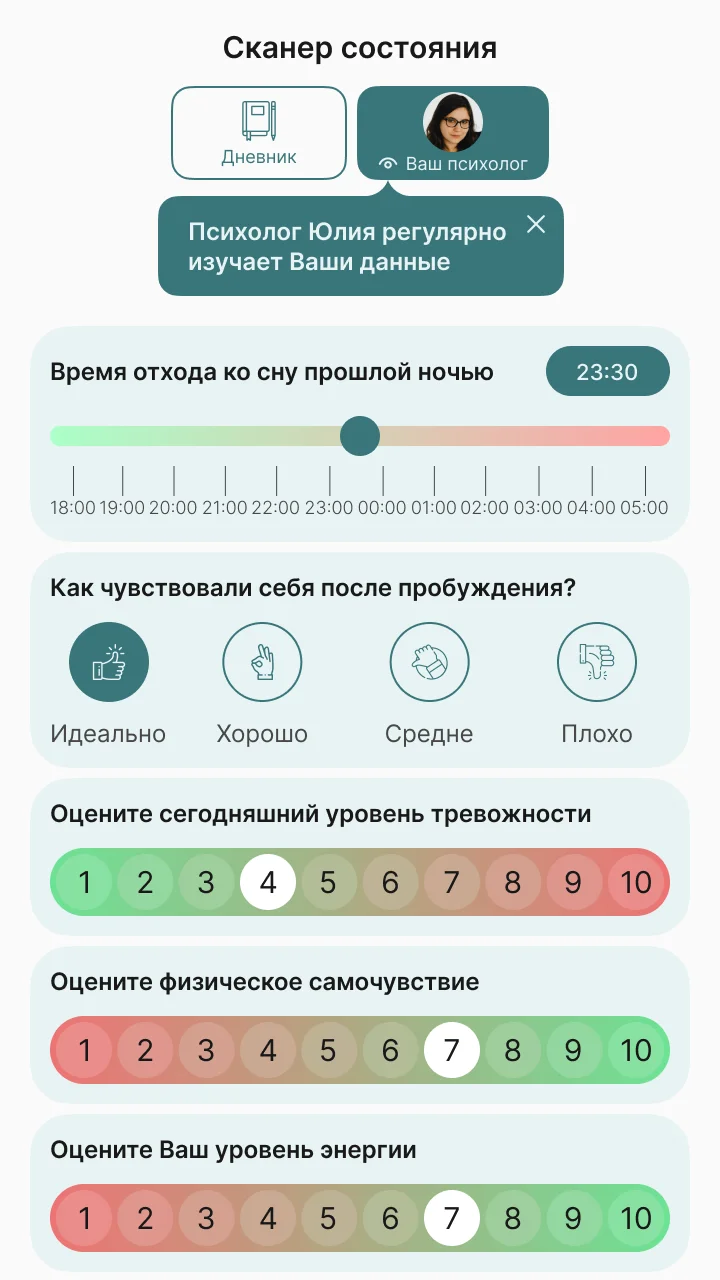 Сканер состояния
Дневник
Ваш психолог
Психолог Юлия регулярно
изучает Ваши данные
Время отхода ко сну прошлой ночью
23:30
18:00 19:00 20:00 21:00 22:00 23:00 00:00 01:00 02:00 03:00 04:00 05:00
Как чувствовали себя после пробуждения?
Идеально Хорошо Средне Плохо
Оцените сегодняшний уровень тревожности
1 2 3 4 5 6 7 8 9 10
Оцените физическое самочувствие
1 2 3 4 5 6 7 8 9 10
Оцените Ваш уровень энергии
1 2 3 4 5 6 7 8 9 10